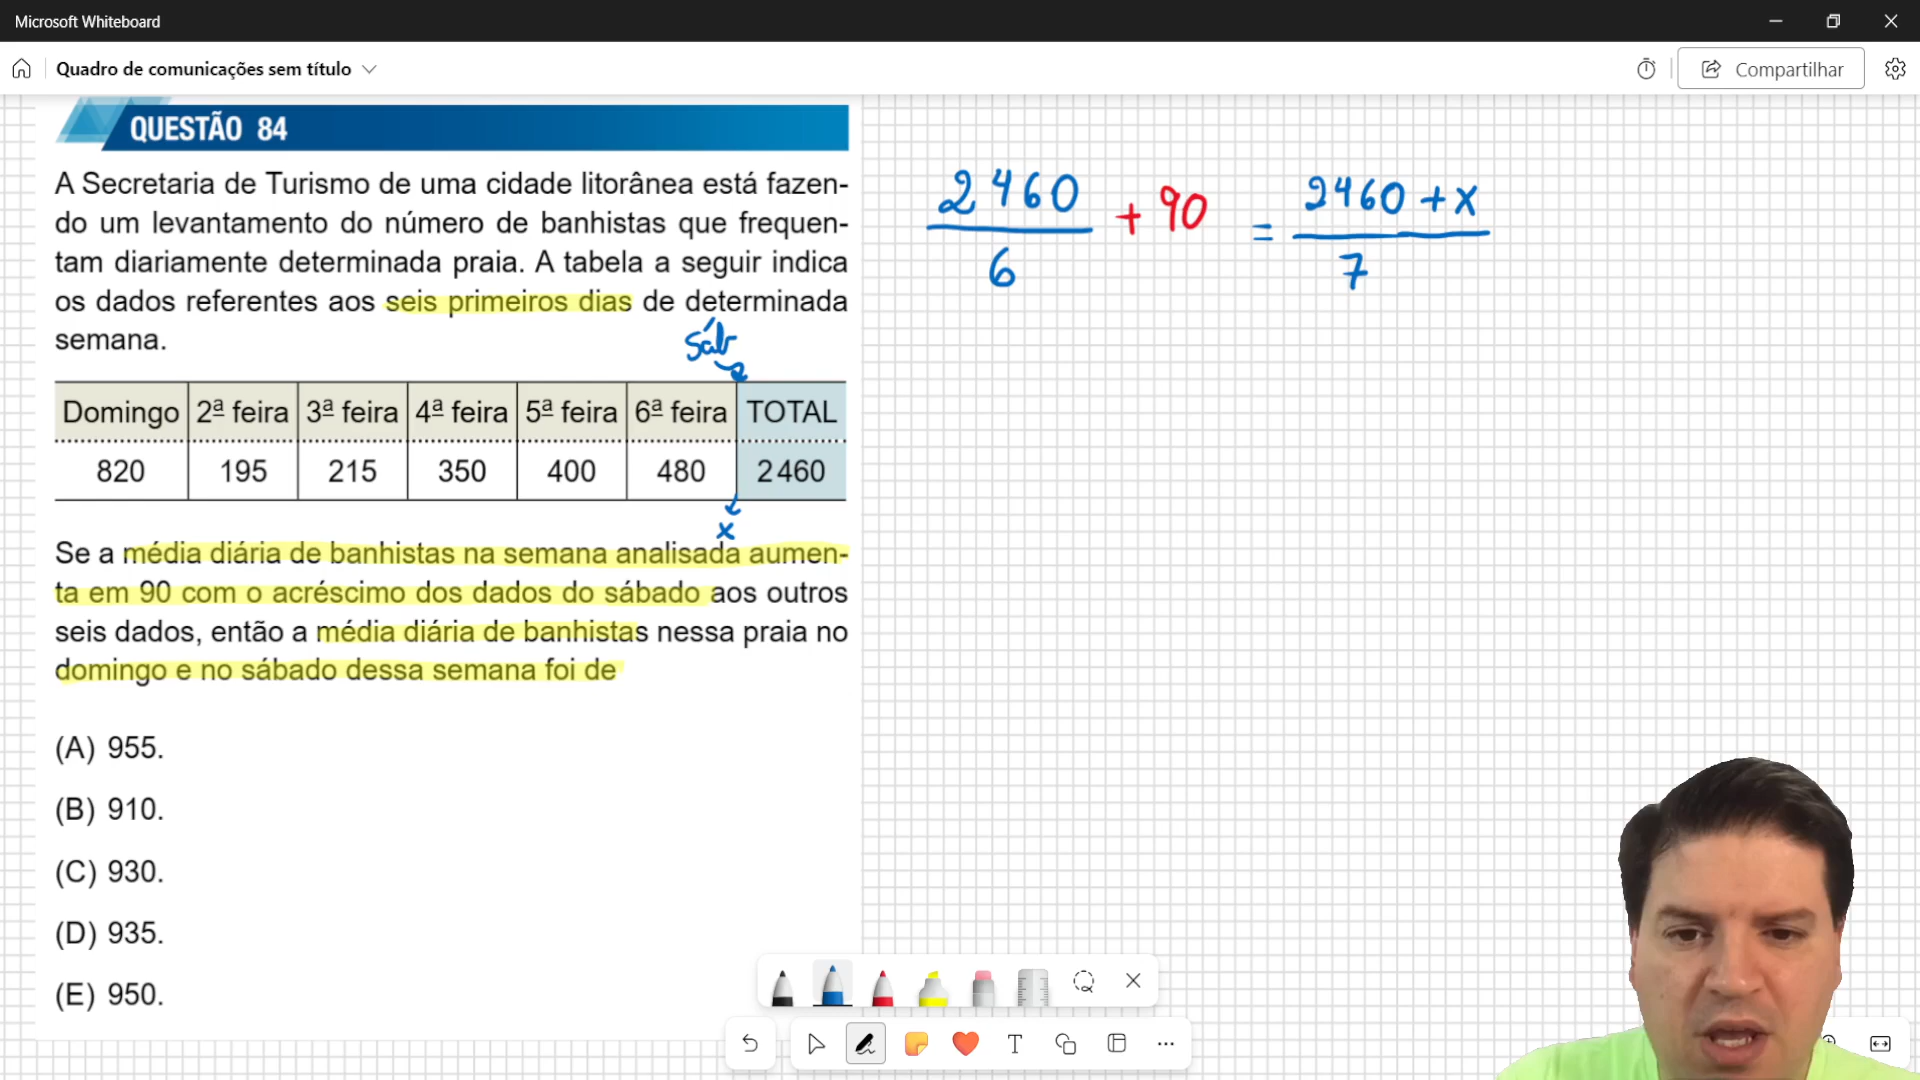 Microsoft Whiteboard
Quadro de comunicações sem título
Compartilhar
QUESTÃO 84
A Secretaria de Turismo de uma cidade litorânea está fazen-
do um levantamento do número de banhistas que frequen-
tam diariamente determinada praia. A tabela a seguir indica
os dados referentes aos seis primeiros dias de determinada
semana.
Sáb
Domingo 2ª feira 3ª feira 4ª feira 5ª feira 6ª feira TOTAL
820 195 215 350 400 480 2 460
x
Se a média diária de banhistas na semana analisada aumen-
ta em 90 com o acréscimo dos dados do sábado aos outros
seis dados, então a média diária de banhistas nessa praia no
domingo e no sábado dessa semana foi de
(A) 955.
(B) 910.
(C) 930.
(D) 935.
(E) 950.
2460 + 90 = 2460 + x
6 7